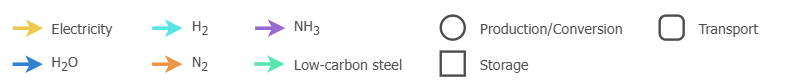 Electricity H₂ NH₃ Production/Conversion Transport
H₂O N₂ Low-carbon steel Storage